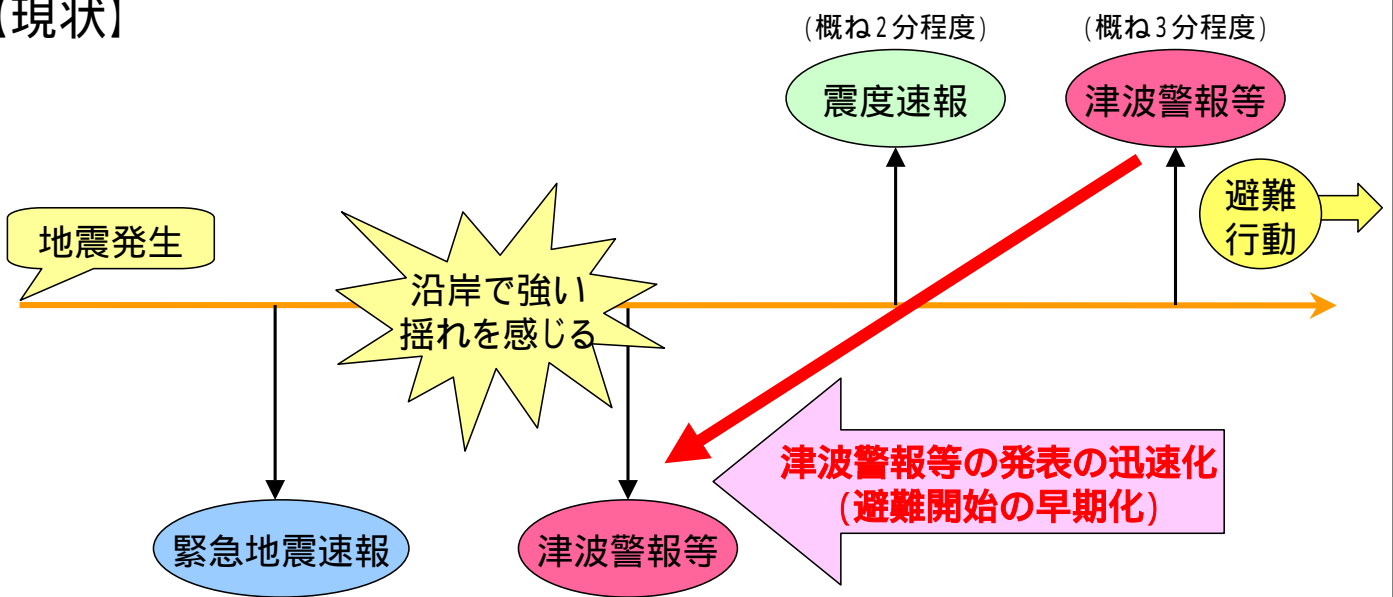 【現状】
(概ね2分程度)
(概ね3分程度)
震度速報
津波警報等
避難
行動
地震発生
沿岸で強い
揺れを感じる
津波警報等の発表の迅速化
(避難開始の早期化)
緊急地震速報
津波警報等